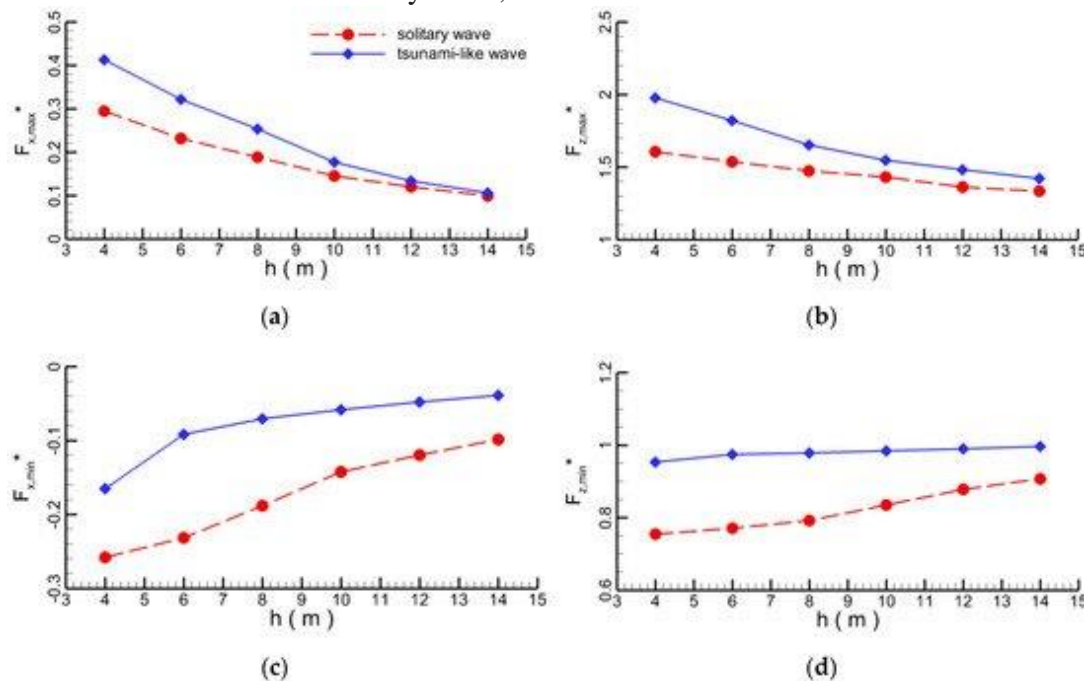 0.5
0.4
0.3
0.2
0.1
0
F x,max *
solitary wave
tsunami-like wave
3 4 5 6 7 8 9 10 11 12 13 14 15
h ( m )
(a)
2.5
2
1.5
1
F z,max *
3 4 5 6 7 8 9 10 11 12 13 14 15
h ( m )
(b)
0
-0.1
-0.2
-0.3
F x,min *
3 4 5 6 7 8 9 10 11 12 13 14 15
h ( m )
(c)
1.2
1
0.8
0.6
F z,min *
3 4 5 6 7 8 9 10 11 12 13 14 15
h ( m )
(d)